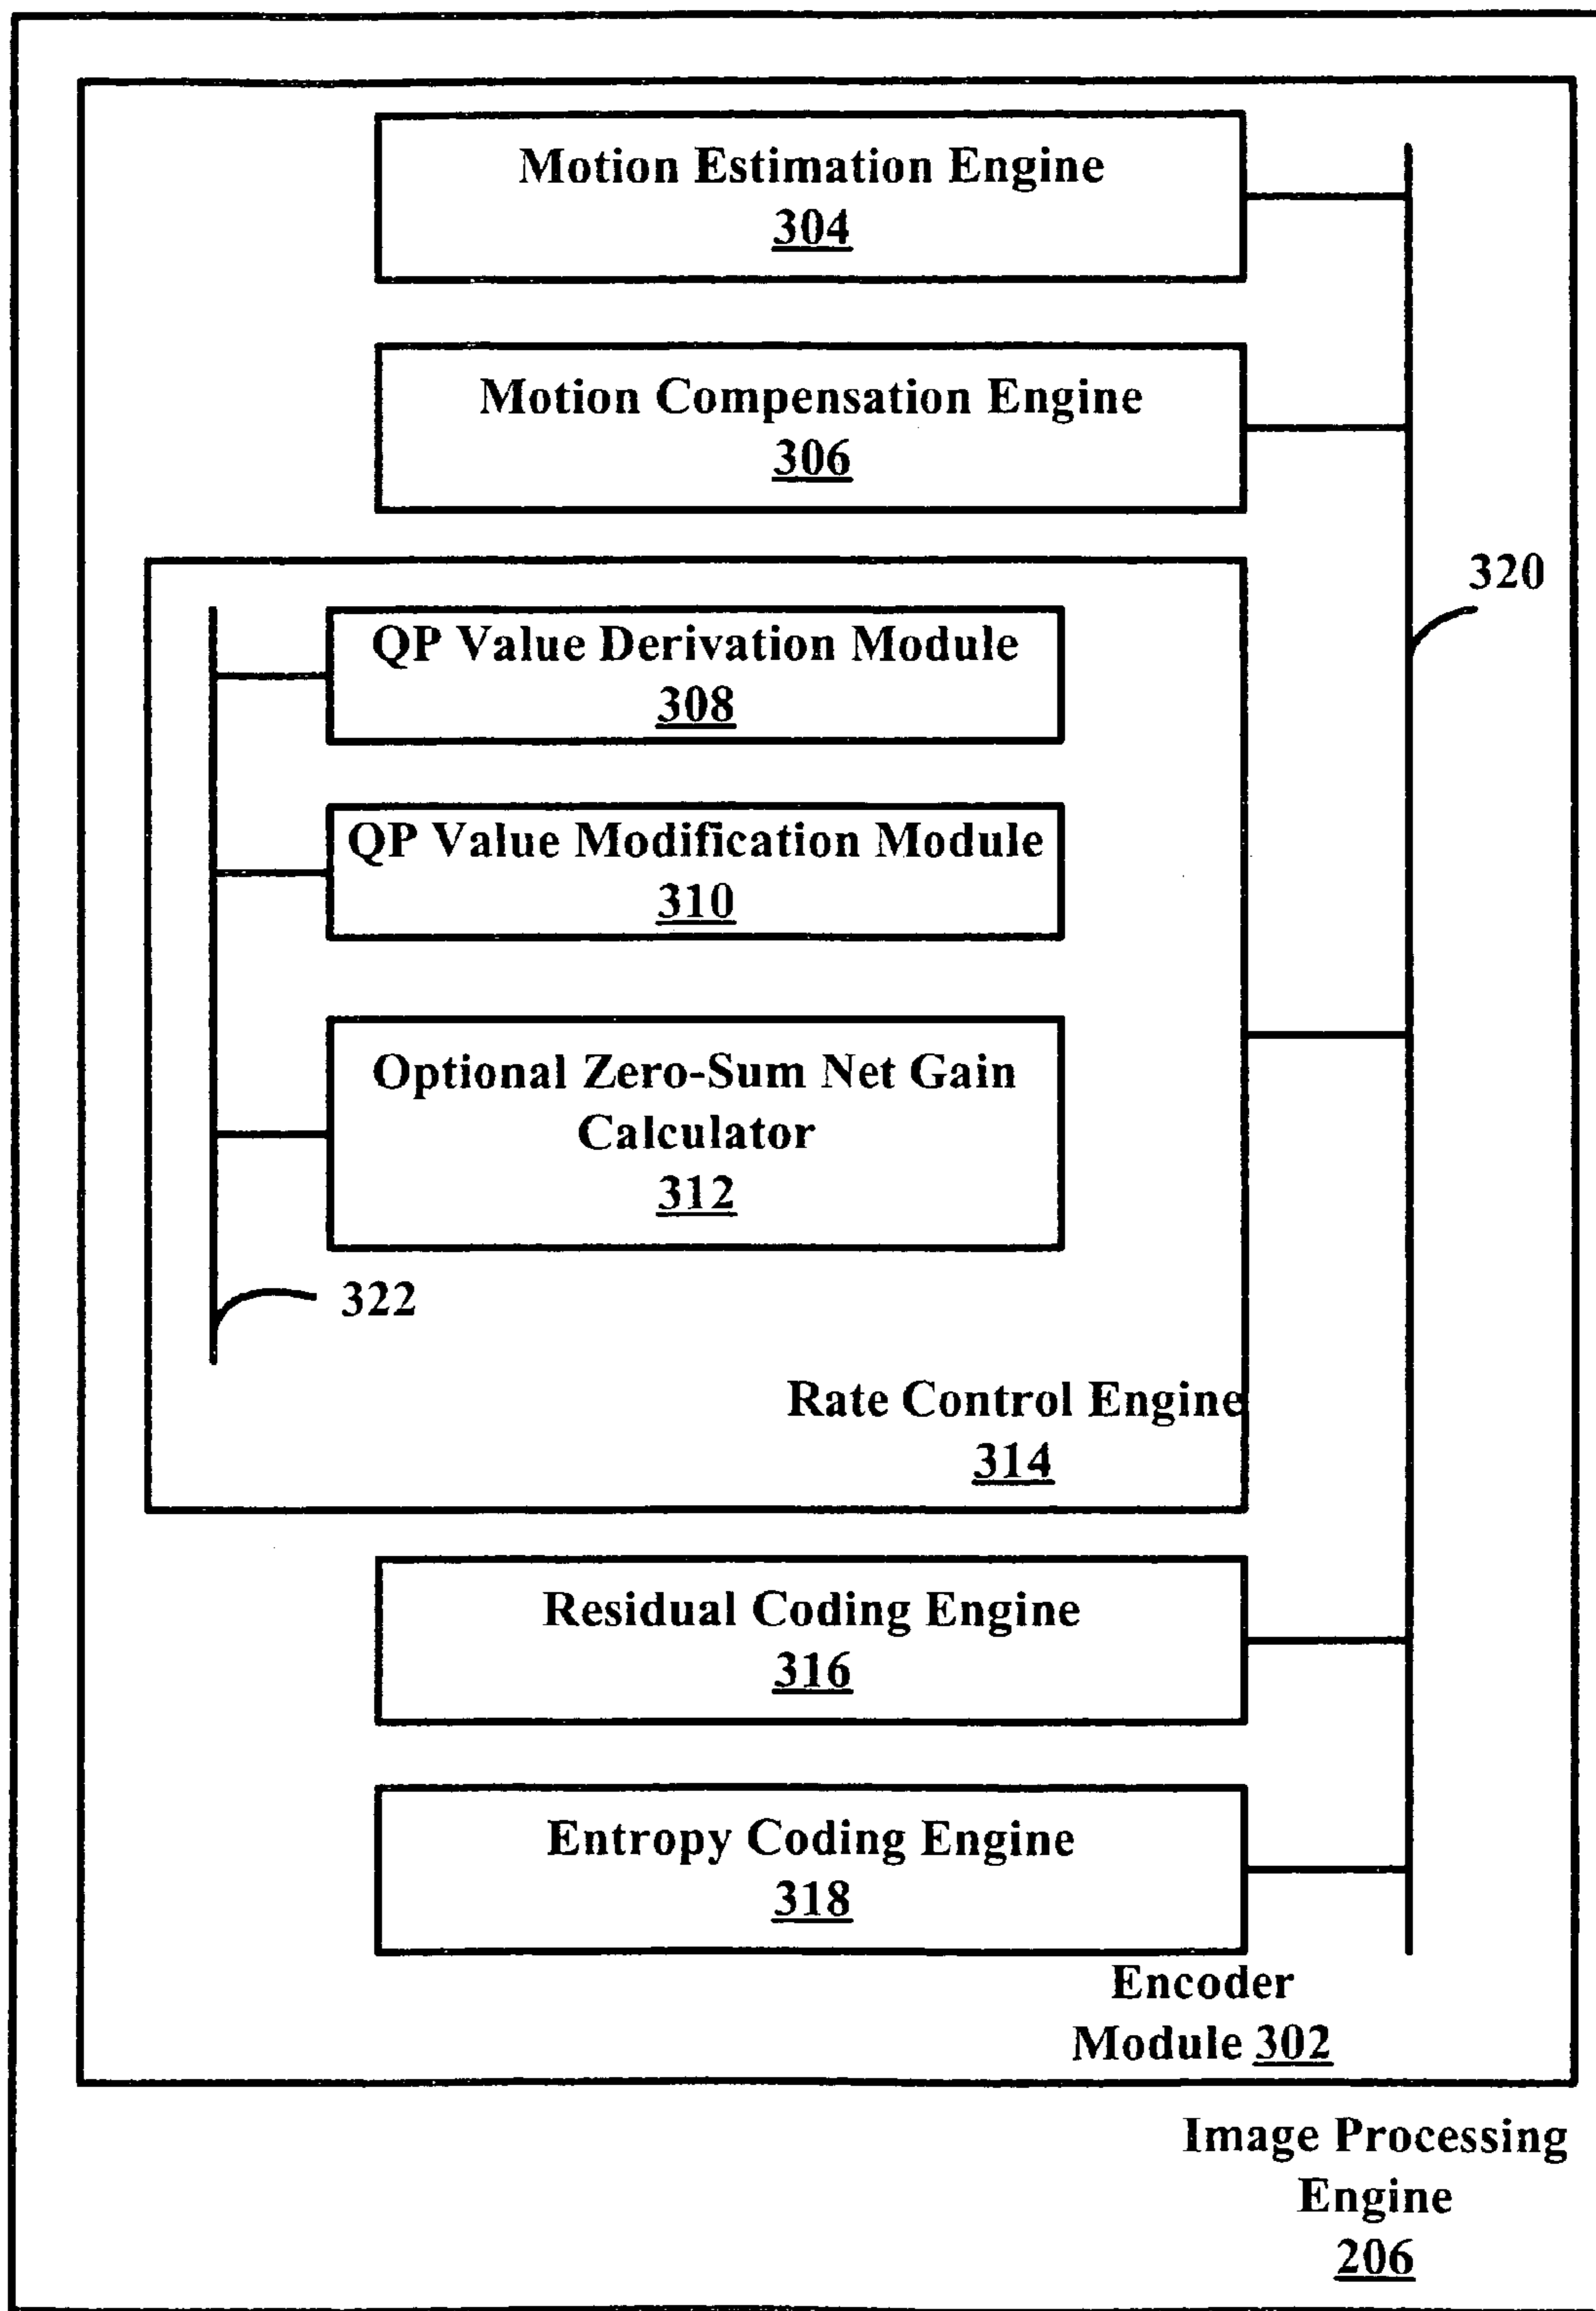 Motion Estimation Engine
304
Motion Compensation Engine
306
320
QP Value Derivation Module
308
QP Value Modification Module
310
Optional Zero-Sum Net Gain
Calculator
312
322
Rate Control Engine
314
Residual Coding Engine
316
Entropy Coding Engine
318
Encoder
Module 302
Image Processing
Engine
206